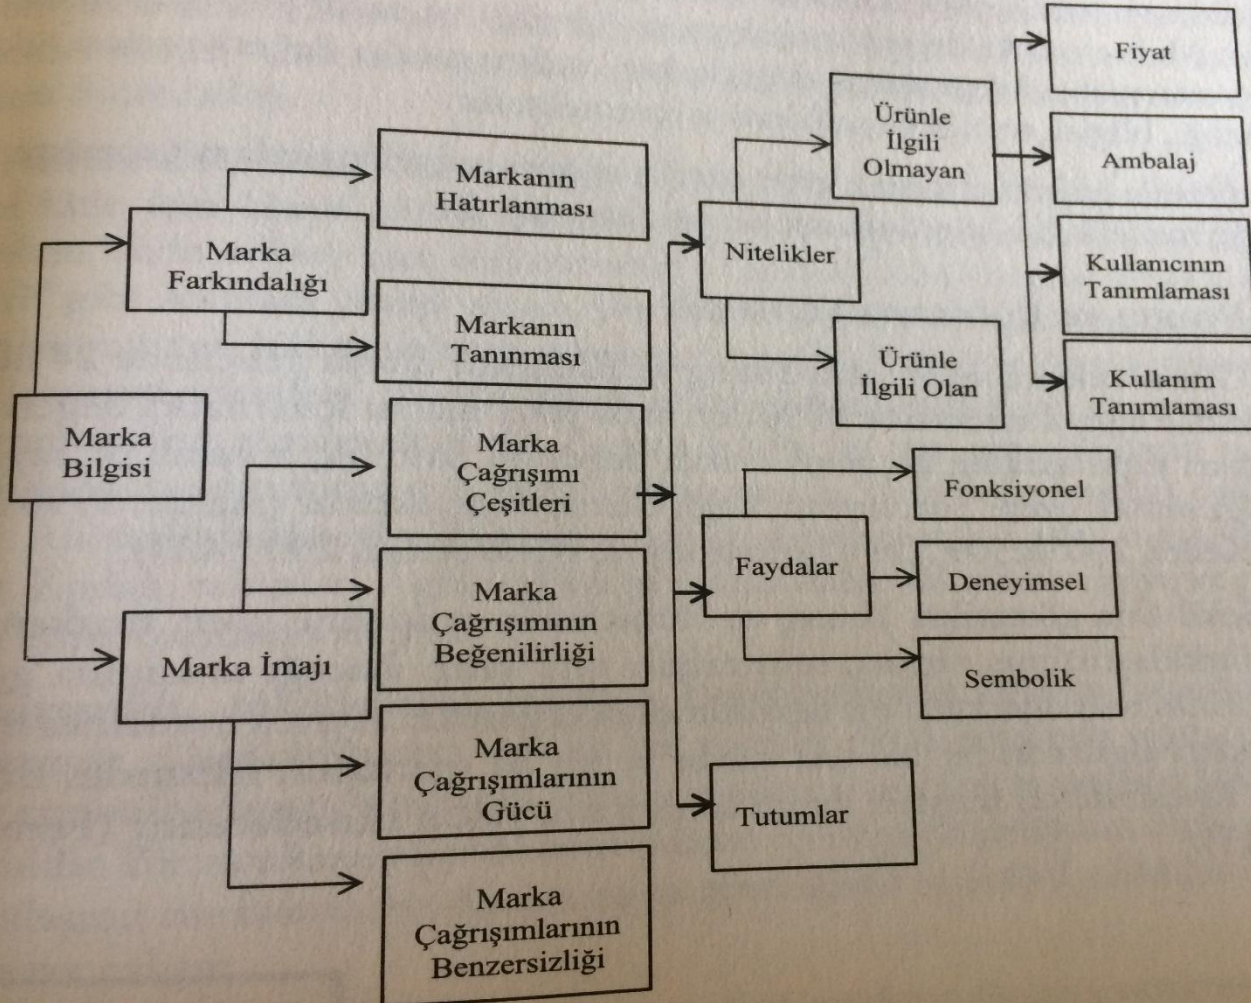 Marka
Bilgisi
Marka
Farkındalığı
Marka İmajı
Markanın
Hatırlanması
Markanın
Tanınması
Marka
Çağrışımı
Çeşitleri
Marka
Çağrışımının
Beğenilirliği
Marka
Çağrışımlarının
Gücü
Marka
Çağrışımlarının
Benzersizliği
Nitelikler
Faydalar
Tutumlar
Ürünle
İlgili
Olmayan
Ürünle
İlgili Olan
Fonksiyonel
Deneyimsel
Sembolik
Fiyat
Ambalaj
Kullanıcının
Tanımlaması
Kullanım
Tanımlaması